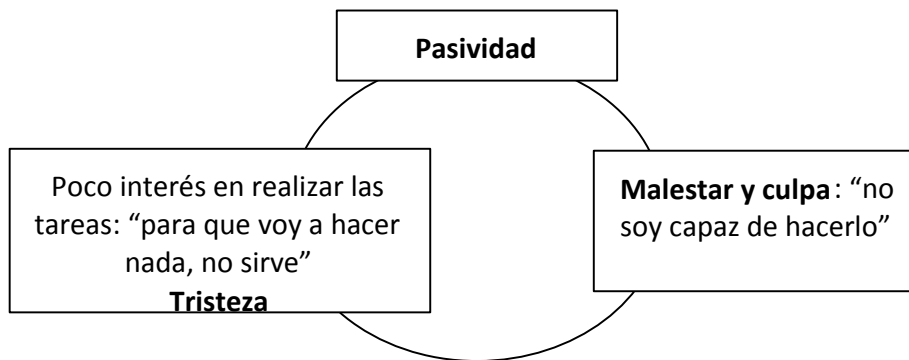 Pasividad
Poco interés en realizar las
tareas: “para que voy a hacer
nada, no sirve”
Tristeza
Malestar y culpa: “no
soy capaz de hacerlo”